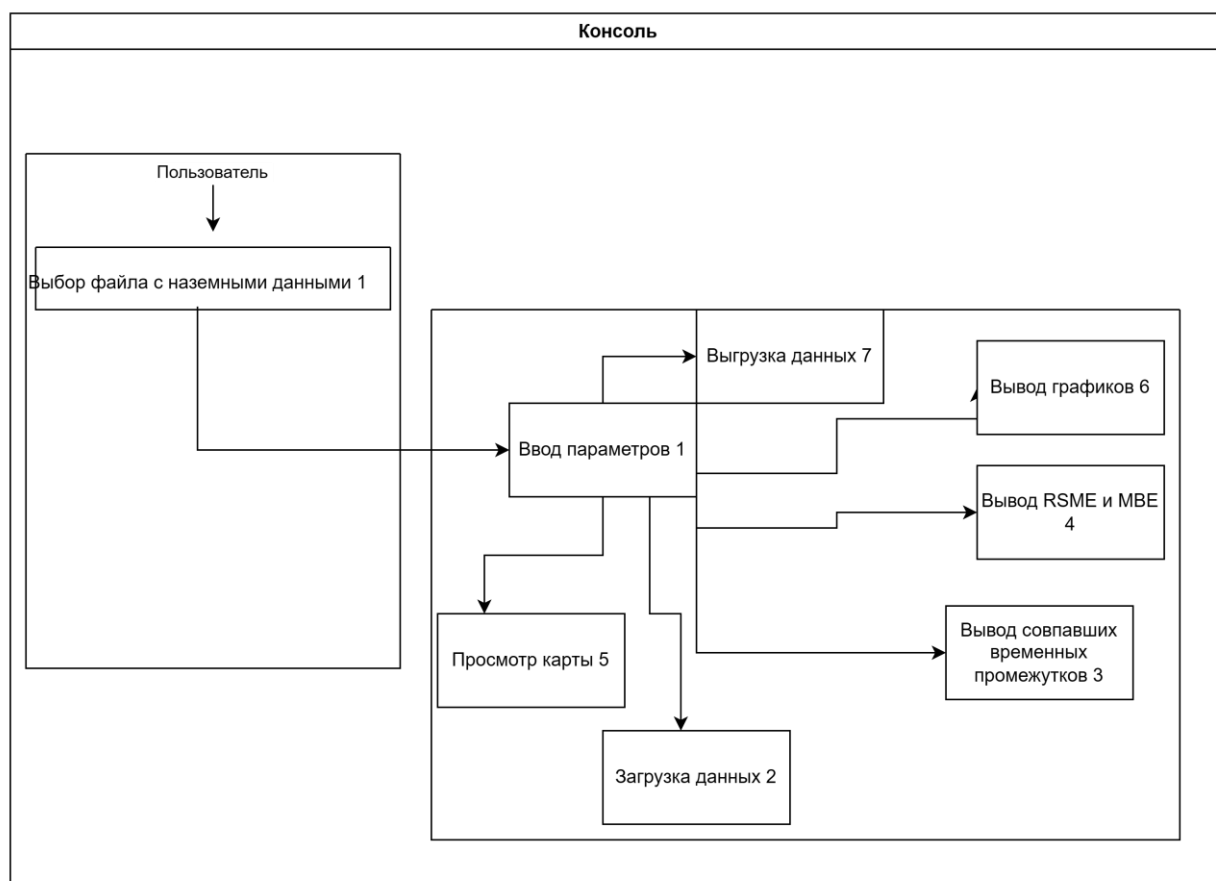 Консоль
Пользователь
Выбор файла с наземными данными 1
Выгрузка данных 7
Вывод графиков 6
Ввод параметров 1
Вывод RSME и MBE
4
Вывод совпавших
временных
промежутков 3
Просмотр карты 5
Загрузка данных 2